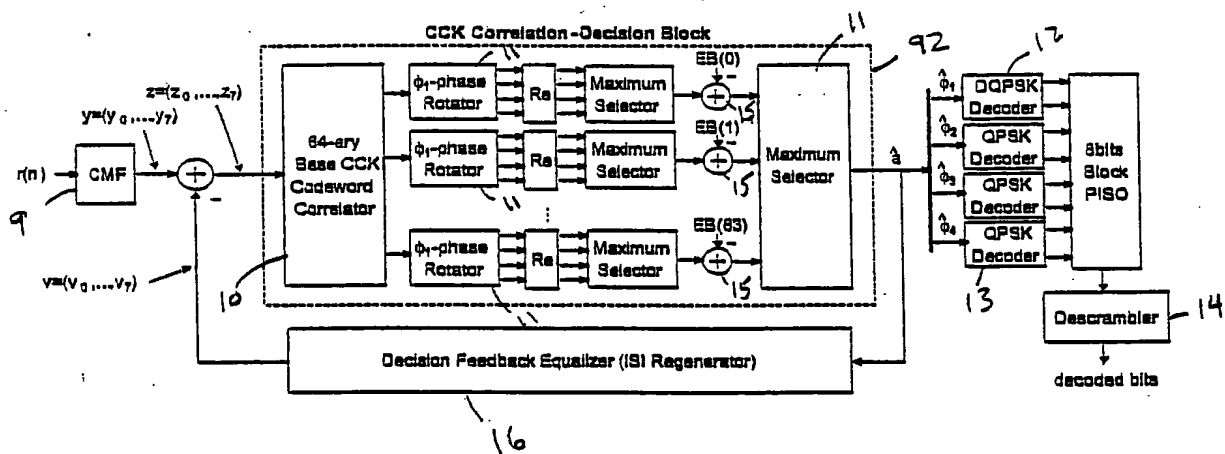 CCK Correlation-Decision Block
11
92
12
r(n)
9
CMF
y=(y₀,...,y₇)
z=(z₀,...,z₇)
+
-
v=(v₀,...,v₇)
64-ary
Base CCK
Codeword
Correlator
10
11
ϕ₁-phase
Rotator
Re
Maximum
Selector
EB(0)
-
+
15
ϕ₁-phase
Rotator
11
Re
Maximum
Selector
EB(1)
-
+
15
...
ϕ₁-phase
Rotator
11
Re
Maximum
Selector
EB(63)
-
+
15
Maximum
Selector
â
ϕ̂₁
DQPSK
Decoder
ϕ̂₂
QPSK
Decoder
ϕ̂₃
QPSK
Decoder
ϕ̂₄
QPSK
Decoder
13
8bits
Block
PISO
Descrambler
14
decoded bits
Decision Feedback Equalizer (ISI Regenerator)
16